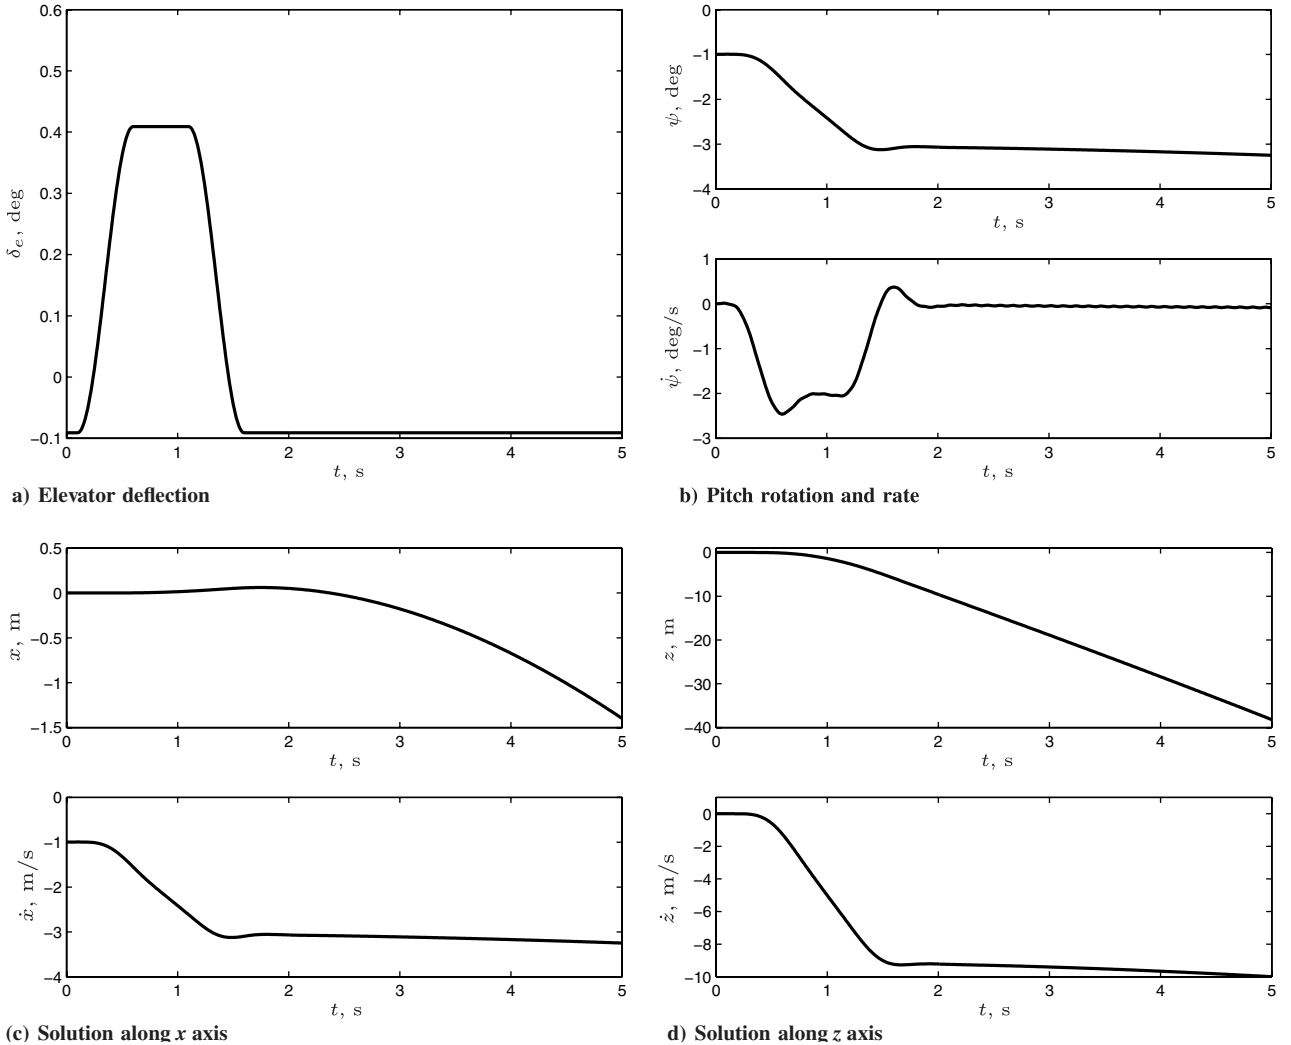 0.6
0.5
0.4
0.3
0.2
0.1
0
−0.1
δe, deg
0 1 2 3 4 5
t, s
a) Elevator deflection
0
−1
−2
−3
−4
ψ, deg
0 1 2 3 4 5
t, s
1
0
−1
−2
−3
ψ̇, deg/s
0 1 2 3 4 5
t, s
b) Pitch rotation and rate
0.5
0
−0.5
−1
−1.5
x, m
0 1 2 3 4 5
t, s
0
−1
−2
−3
−4
ẋ, m/s
0 1 2 3 4 5
t, s
(c) Solution along x axis
0
−10
−20
−30
−40
z, m
0 1 2 3 4 5
t, s
0
−2
−4
−6
−8
−10
ż, m/s
0 1 2 3 4 5
t, s
d) Solution along z axis